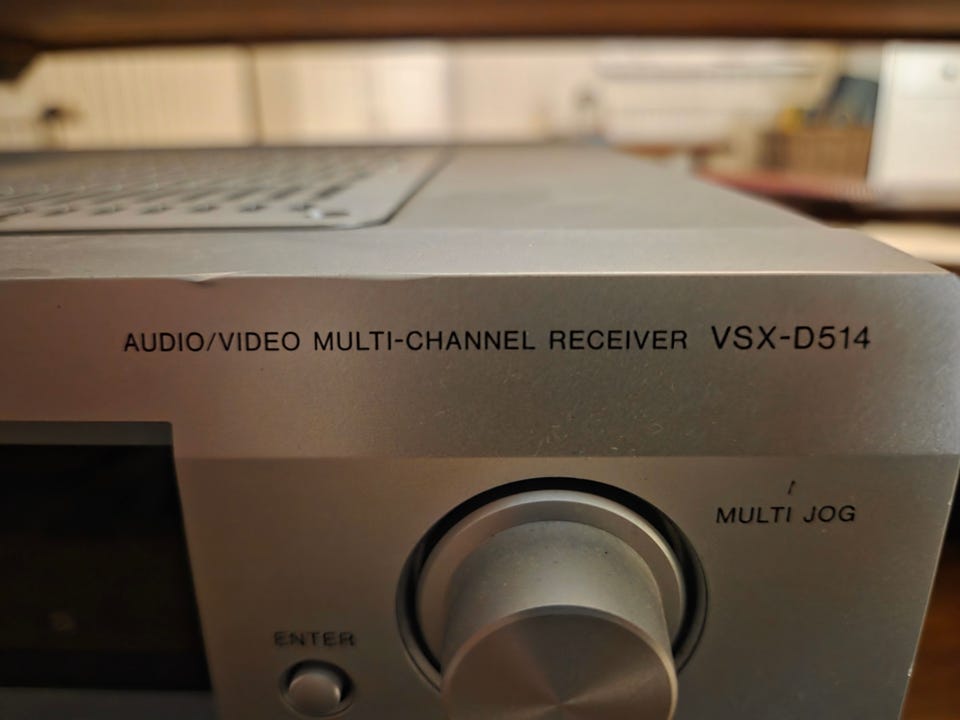 AUDIO/VIDEO MULTI-CHANNEL RECEIVER VSX-D514
MULTI JOG
ENTER